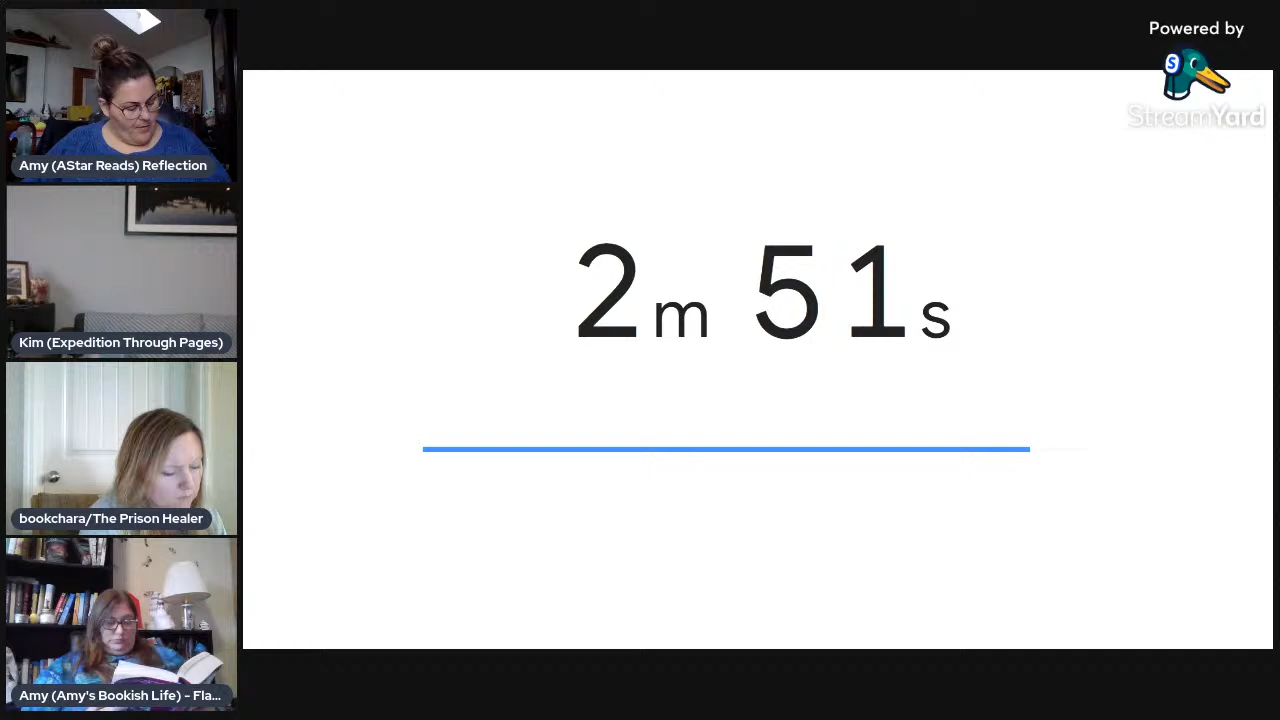 Powered by
S
StreamYard
Amy (AStar Reads) Reflection
2m 51s
Kim (Expedition Through Pages)
bookchara/The Prison Healer
Amy (Amy's Bookish Life) - Fla...